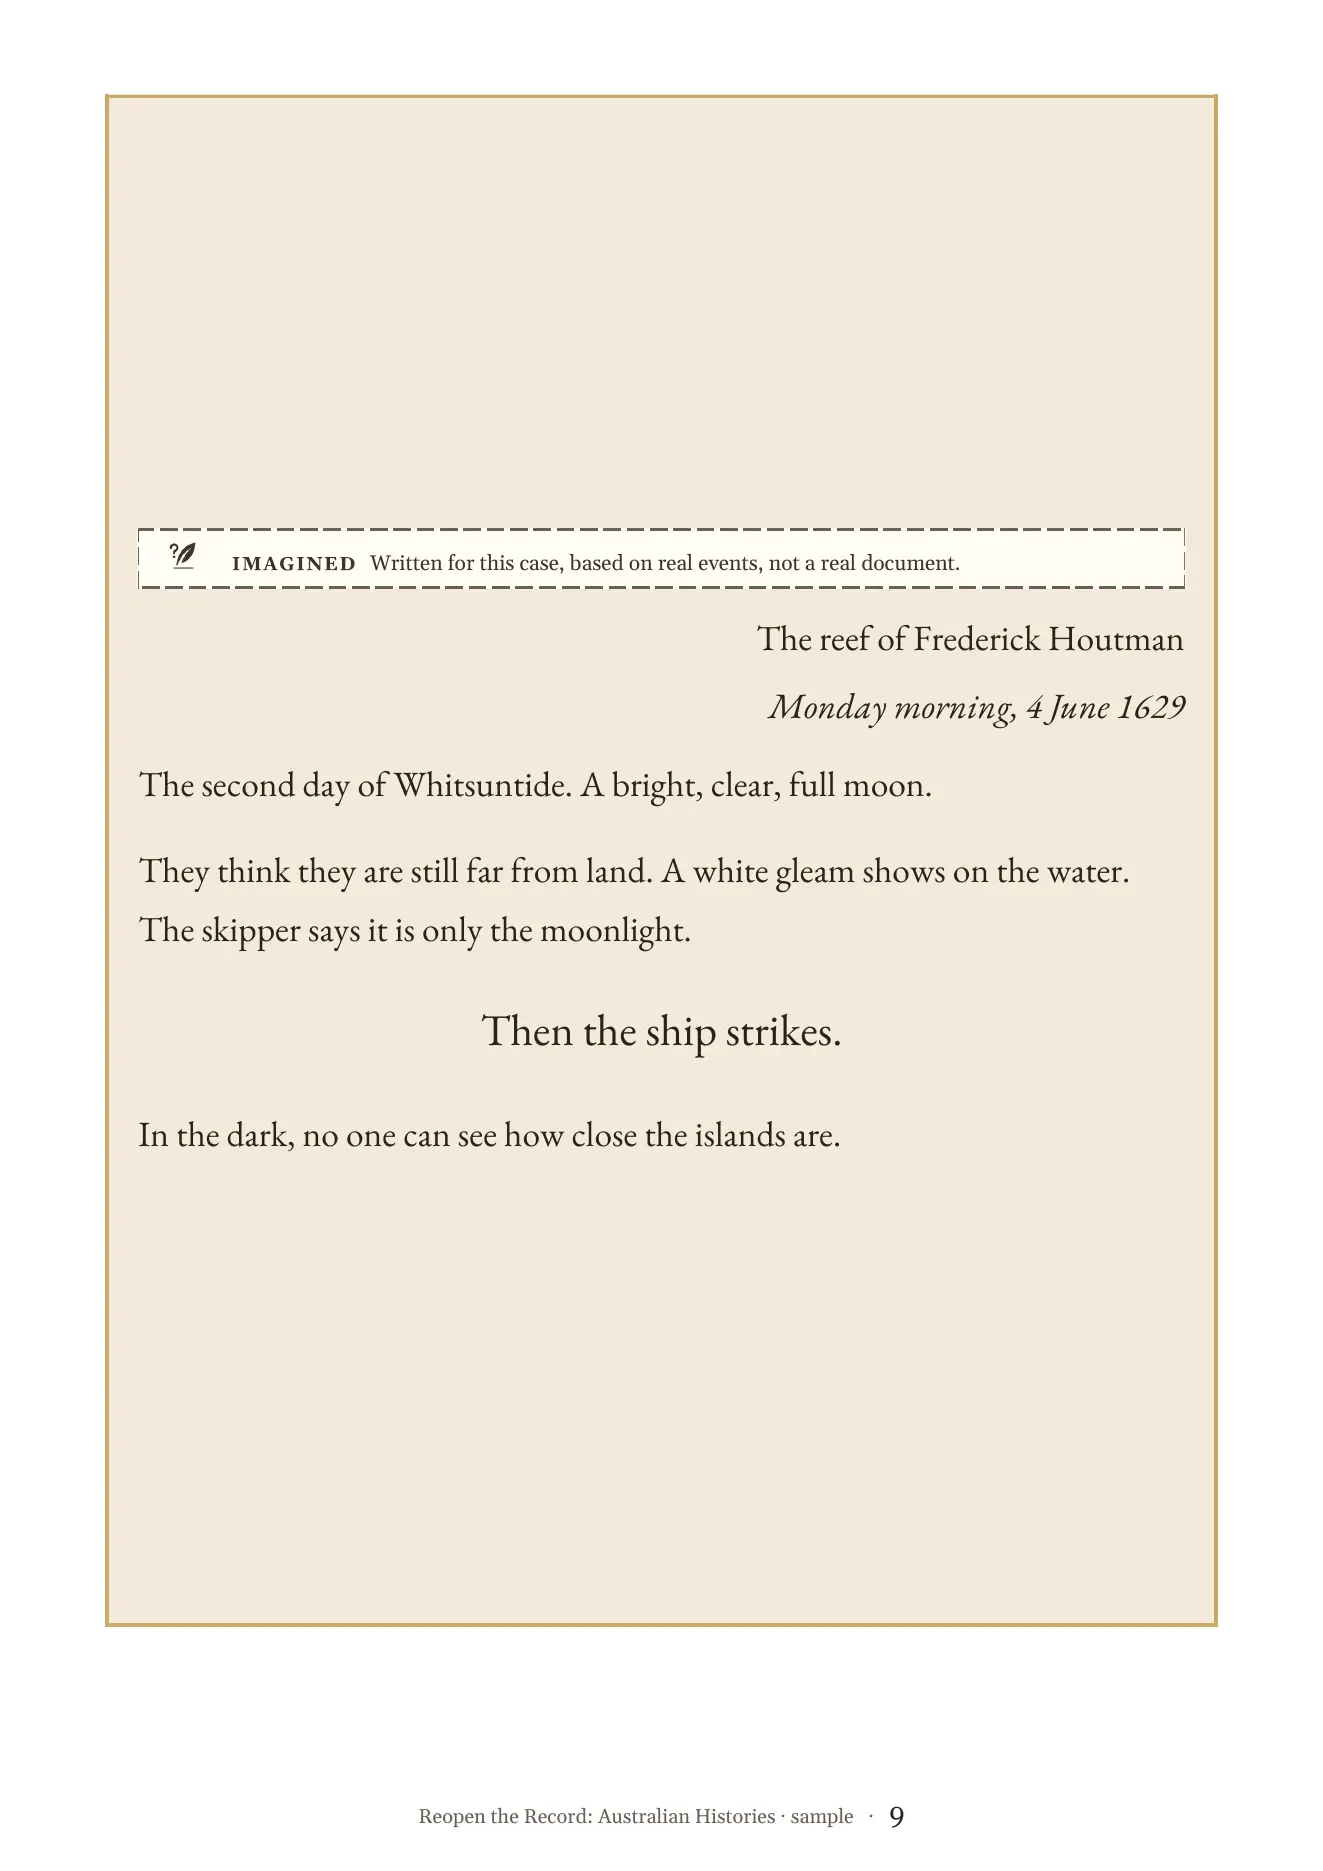 IMAGINED Written for this case, based on real events, not a real document.
The reef of Frederick Houtman
Monday morning, 4 June 1629
The second day of Whitsuntide. A bright, clear, full moon.
They think they are still far from land. A white gleam shows on the water.
The skipper says it is only the moonlight.
Then the ship strikes.
In the dark, no one can see how close the islands are.
Reopen the Record: Australian Histories · sample · 9